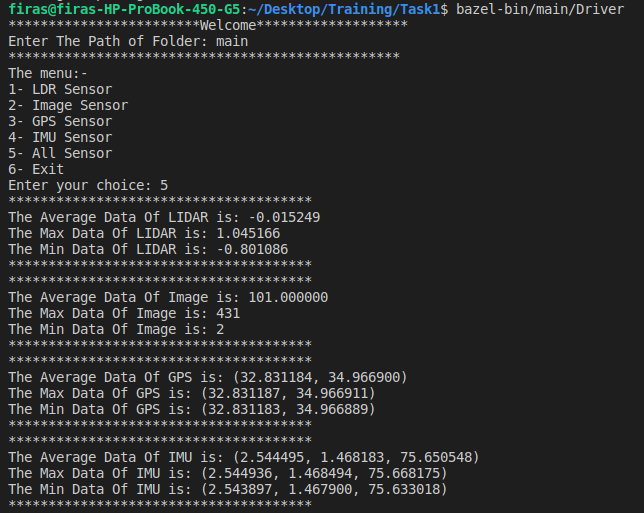 firas@firas-HP-ProBook-450-G5:~/Desktop/Training/Task1$ bazel-bin/main/Driver
************************Welcome*******************
Enter The Path of Folder: main
*************************************************
The menu:-
1- LDR Sensor
2- Image Sensor
3- GPS Sensor
4- IMU Sensor
5- All Sensor
6- Exit
Enter your choice: 5
**************************************
The Average Data Of LIDAR is: -0.015249
The Max Data Of LIDAR is: 1.045166
The Min Data Of LIDAR is: -0.801086
**************************************
**************************************
The Average Data Of Image is: 101.000000
The Max Data Of Image is: 431
The Min Data Of Image is: 2
**************************************
**************************************
The Average Data Of GPS is: (32.831184, 34.966900)
The Max Data Of GPS is: (32.831187, 34.966911)
The Min Data Of GPS is: (32.831183, 34.966889)
**************************************
**************************************
The Average Data Of IMU is: (2.544495, 1.468183, 75.650548)
The Max Data Of IMU is: (2.544936, 1.468494, 75.668175)
The Min Data Of IMU is: (2.543897, 1.467900, 75.633018)
**************************************